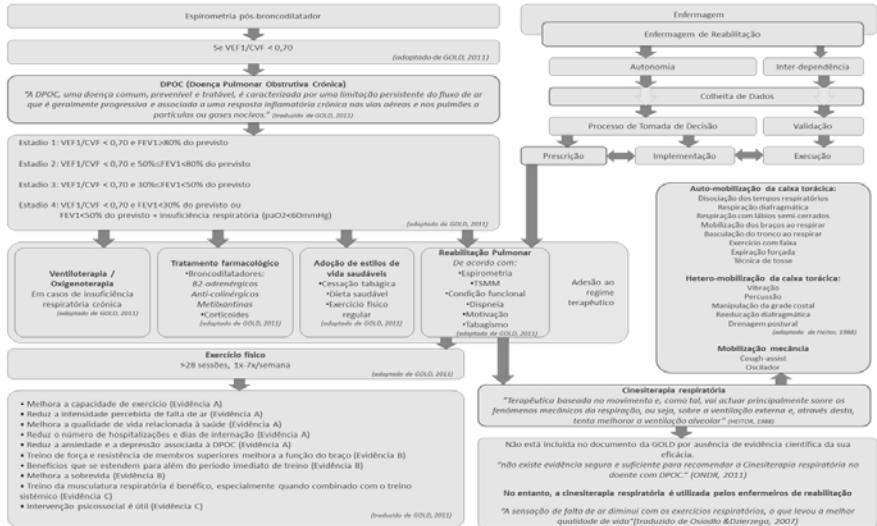 Espirometria pós-broncodilatador
Se VEF1/CVF < 0,70
(adaptada de GOLD, 2011)
DPOC (Doença Pulmonar Obstrutiva Crónica)
"A DPOC, uma doença comum, prevenível e tratável, é caracterizada por uma limitação persistente do fluxo de ar
que é geralmente progressiva e associada a uma resposta inflamatória crónica nas vias aéreas e nos pulmões a
partículas ou gases nocivos." (traduzido de GOLD, 2011)
Estadio 1: VEF1/CVF < 0,70 e FEV1≥80% do previsto
Estadio 2: VEF1/CVF < 0,70 e 50%≤FEV1<80% do previsto
Estadio 3: VEF1/CVF < 0,70 e 30%≤FEV1<50% do previsto
Estadio 4: VEF1/CVF < 0,70 e FEV1<30% do previsto ou
FEV1<50% do previsto + insuficiência respiratória (paO2<60mmHg)
(adaptada de GOLD, 2011)
Ventiloterapia /
Oxigenoterapia
Em casos de insuficiência
respiratória crónica
(adaptada de GOLD, 2011)
Tratamento farmacológico
•Broncodilatadores:
B2-adrenérgicos
Anti-colinérgicos
Metilxantinas
•Corticoides
(adaptada de GOLD, 2011)
Adoção de estilos de
vida saudáveis
•Cessação tabágica
•Dieta saudável
•Exercício físico
regular
(adaptada de GOLD, 2011)
Reabilitação Pulmonar
De acordo com:
•Espirometria
•TSMM
•Condição funcional
•Dispneia
•Motivação
•Tabagismo
(adaptada de GOLD, 2011)
Adesão ao
regime
terapêutico
Exercício físico
>28 sessões, 1x-7x/semana
(adaptada de GOLD, 2011)
• Melhora a capacidade de exercício (Evidência A)
• Reduz a intensidade percebida de falta de ar (Evidência A)
• Melhora a qualidade de vida relacionada à saúde (Evidência A)
• Reduz o número de hospitalizações e dias de internação (Evidência A)
• Reduz a ansiedade e a depressão associada à DPOC (Evidência A)
• Treino de força e resistência de membros superiores melhora a função do braço (Evidência B)
• Benefícios que se estendem para além do período imediato de treino (Evidência B)
• Melhora a sobrevida (Evidência B)
• Treino da musculatura respiratória é benéfico, especialmente quando combinado com o treino
sistémico (Evidência C)
• Intervenção psicossocial é útil (Evidência C)
(traduzido de GOLD, 2011)
Enfermagem
Enfermagem de Reabilitação
Autonomia
Inter-dependência
Colheita de Dados
Processo de Tomada de Decisão
Validação
Prescrição
Implementação
Execução
Auto-mobilização da caixa torácica:
Disociação dos tempos respiratórios
Respiração diafragmática
Respiração com lábios semi cerrados
Mobilização dos braços ao respirar
Basculação do tronco ao respirar
Exercício com faixa
Expiração forçada
Técnica de tosse
Hetero-mobilização da caixa torácica:
Vibração
Percussão
Manipulação da grade costal
Reeducação diafragmática
Drenagem postural
(adaptada de Heitor, 1988)
Mobilização mecância
Cough-assist
Oscilador
Cinesiterapia respiratória
"Terapêutica baseada no movimento e, como tal, vai actuar principalmente sonre os
fenómenos mecânicos da respiração, ou seja, sobre a ventilação externa e, através desta,
tenta melhorar a ventilação alveolar" (HEITOR, 1988)
Não está incluída no documento da GOLD por ausência de evidência científica da sua
eficácia.
"não existe evidência segura e suficiente para recomendar a Cinesiterapia respiratória no
doente com DPOC." (ONDR, 2011)
No entanto, a cinesiterapia respiratória é utilizada pelos enfermeiros de reabilitação
"A sensação de falta de ar diminui com os exercícios respiratórios, o que levou a melhor
qualidade de vida"(traduzido de Osiadlo &Dzierzega, 2007)